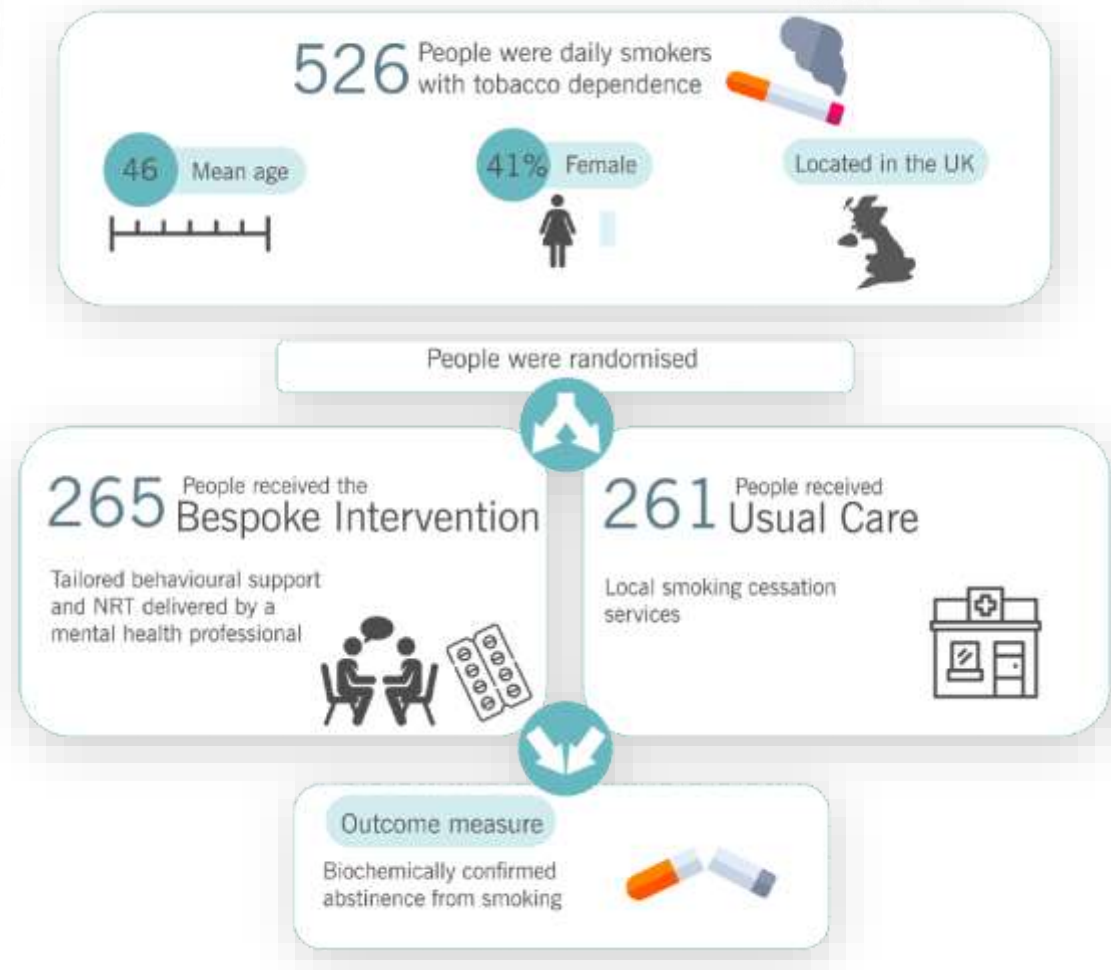 526 People were daily smokers
with tobacco dependence
46 Mean age
41% Female
Located in the UK
People were randomised
265 People received the
Bespoke Intervention
Tailored behavioural support
and NRT delivered by a
mental health professional
261 People received
Usual Care
Local smoking cessation
services
Outcome measure
Biochemically confirmed
abstinence from smoking